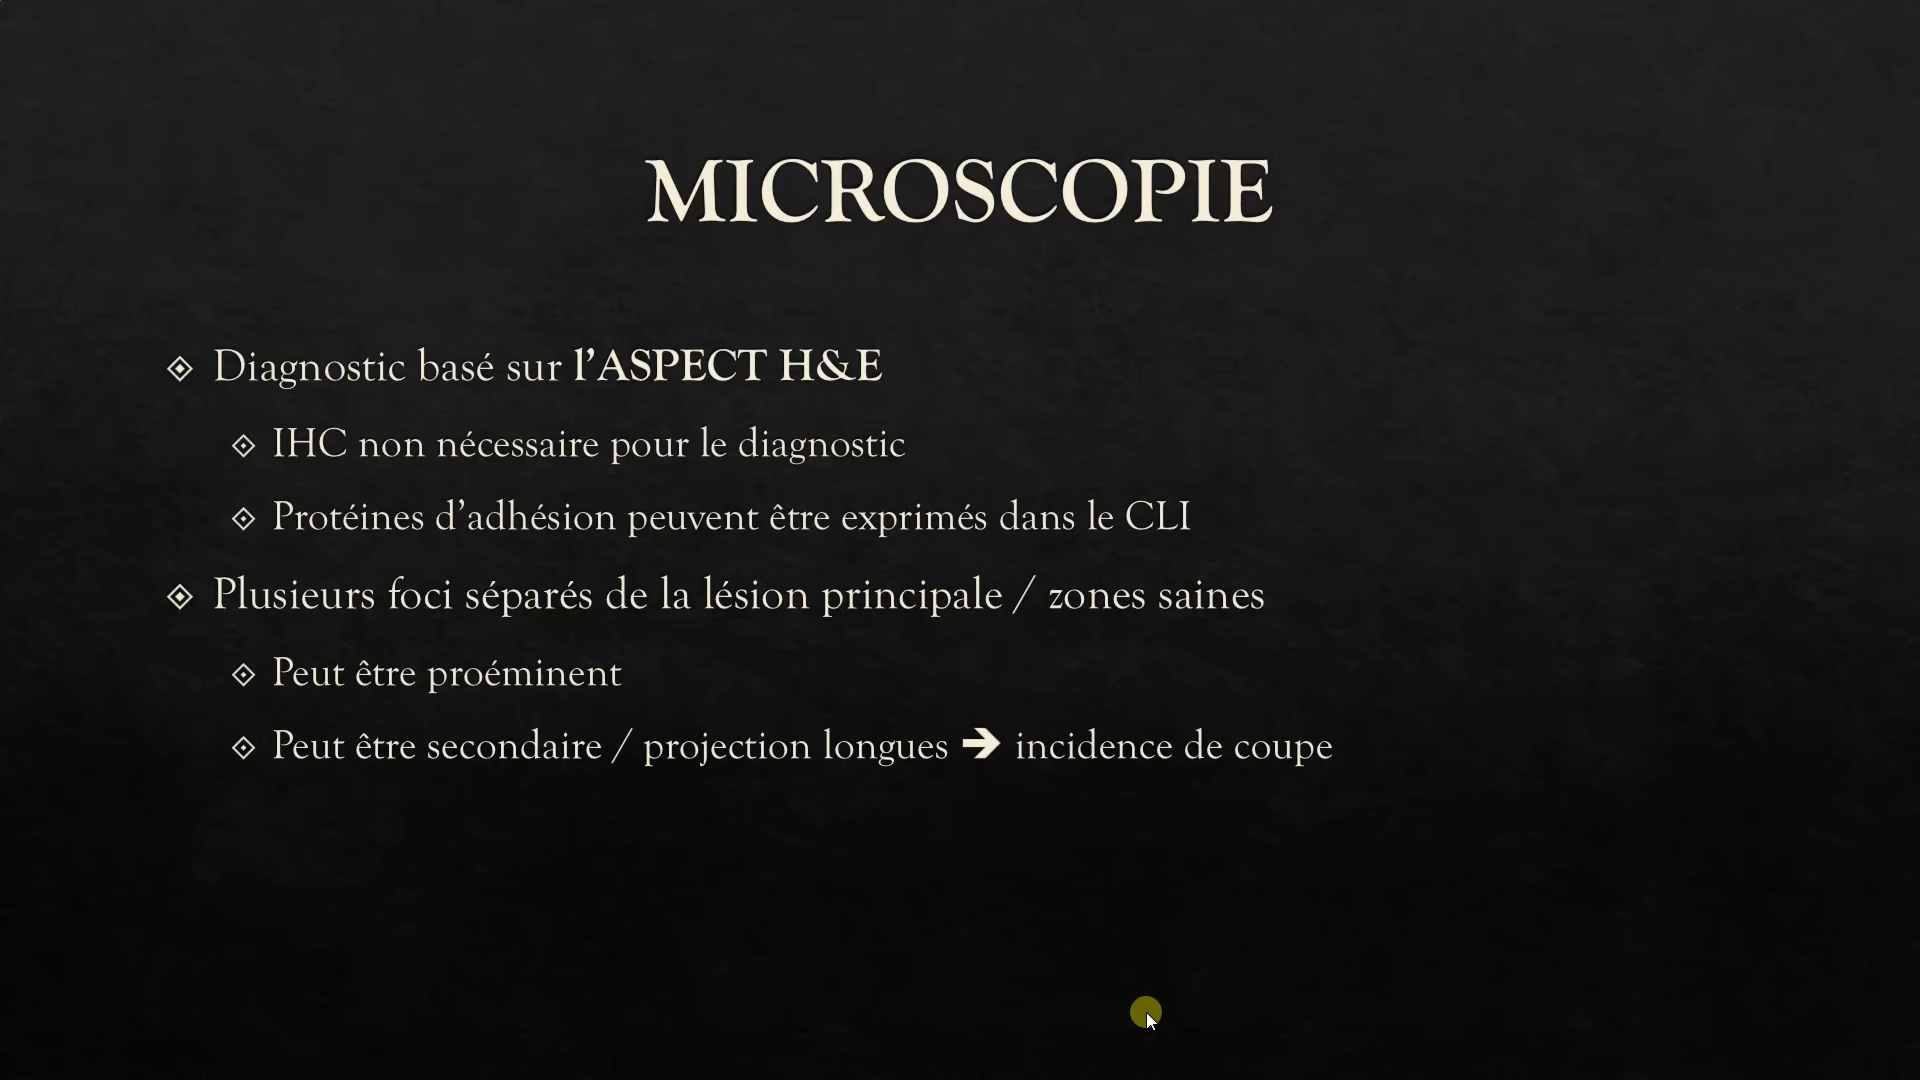 MICROSCOPIE
Diagnostic basé sur l’ASPECT H&E
IHC non nécessaire pour le diagnostic
Protéines d’adhésion peuvent être exprimés dans le CLI
Plusieurs foci séparés de la lésion principale / zones saines
Peut être proéminent
Peut être secondaire / projection longues ➔ incidence de coupe